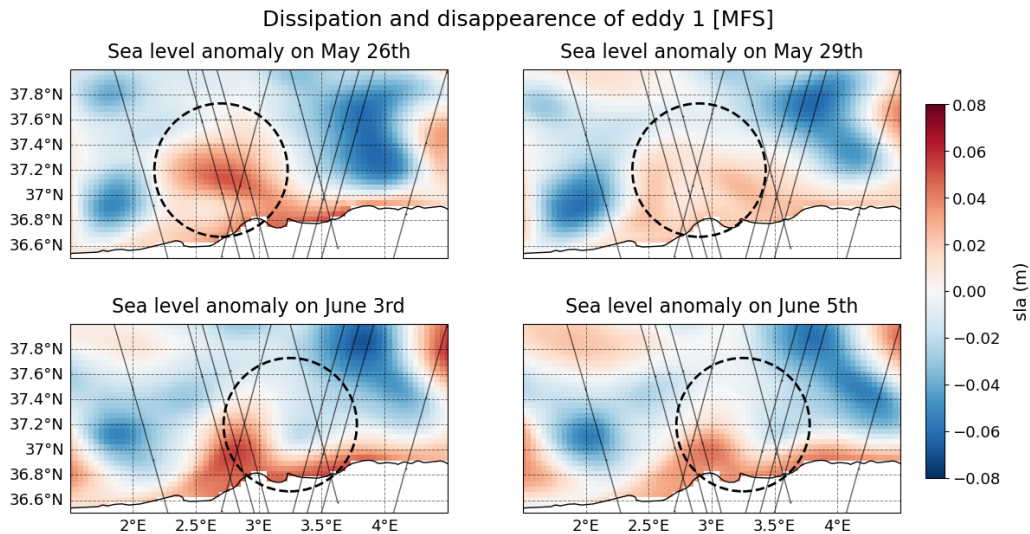 Dissipation and disappearence of eddy 1 [MFS]
Sea level anomaly on May 26th
Sea level anomaly on May 29th
37.8°N
37.6°N
37.4°N
37.2°N
37°N
36.8°N
36.6°N
Sea level anomaly on June 3rd
Sea level anomaly on June 5th
37.8°N
37.6°N
37.4°N
37.2°N
37°N
36.8°N
36.6°N
2°E 2.5°E 3°E 3.5°E 4°E
2°E 2.5°E 3°E 3.5°E 4°E
0.08
0.06
0.04
0.02
0.00
−0.02
−0.04
−0.06
−0.08
sla (m)